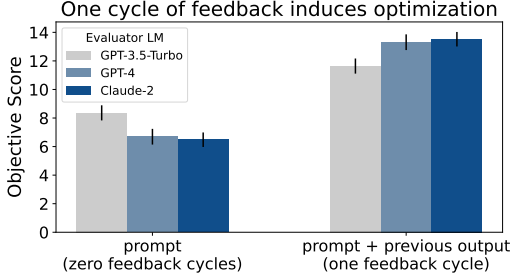 One cycle of feedback induces optimization
Objective Score
14
12
10
8
6
4
2
0
Evaluator LM
GPT-3.5-Turbo
GPT-4
Claude-2
prompt
(zero feedback cycles)
prompt + previous output
(one feedback cycle)